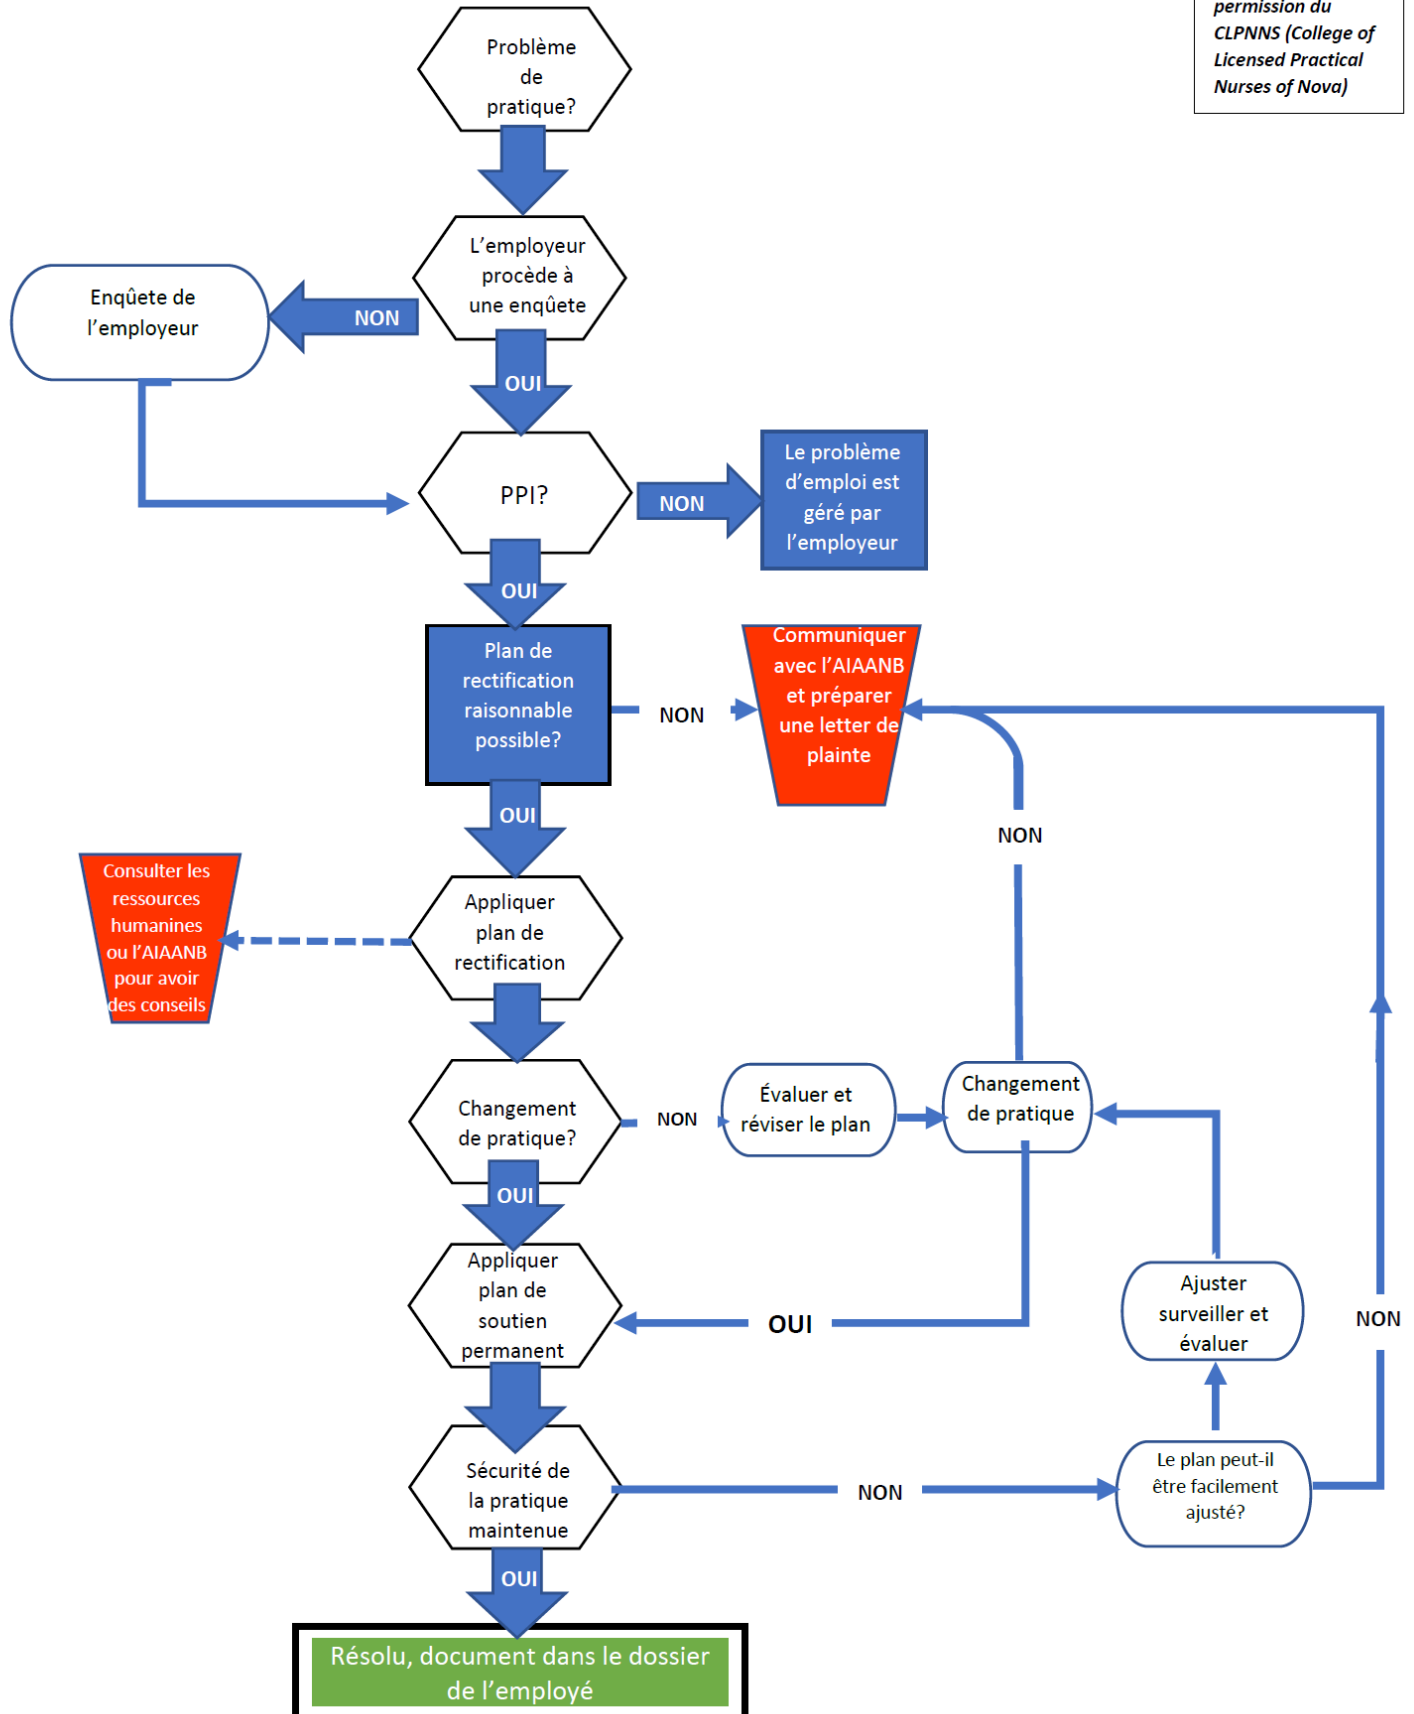 permission du
CLPNNS (College of
Licensed Practical
Nurses of Nova)
Problème
de
pratique?
L'employeur
procède à
une enqûete
Enqûete de
l'employeur
NON
OUI
PPI?
NON
Le problème
d'emploi est
géré par
l'employeur
OUI
Plan de
rectification
raisonnable
possible?
NON
Communiquer
avec l'AIAANB
et préparer
une letter de
plainte
OUI
NON
Consulter les
ressources
humanines
ou l'AIAANB
pour avoir
des conseils
Appliquer
plan de
rectification
Changement
de pratique?
NON
Évaluer et
réviser le plan
Changement
de pratique
OUI
Appliquer
plan de
soutien
permanent
OUI
Ajuster
surveiller et
évaluer
NON
Sécurité de
la pratique
maintenue
NON
Le plan peut-il
être facilement
ajusté?
OUI
Résolu, document dans le dossier
de l'employé